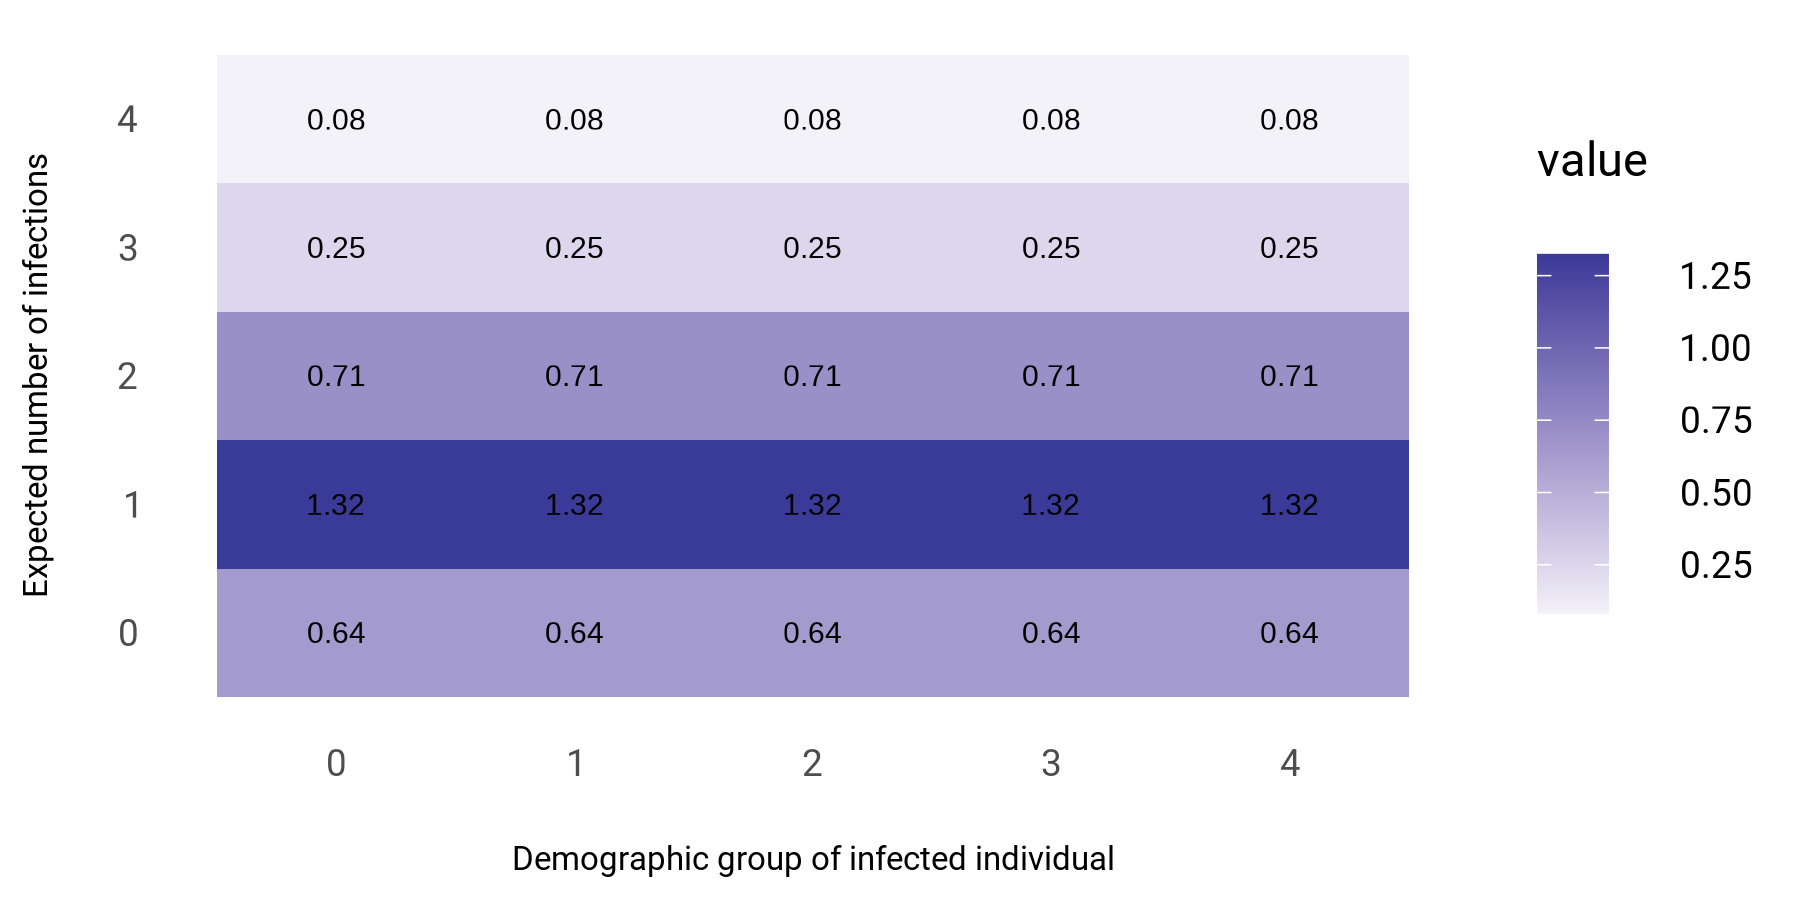 Expected number of infections
4
0.08 0.08 0.08 0.08 0.08
3
0.25 0.25 0.25 0.25 0.25
2
0.71 0.71 0.71 0.71 0.71
1
1.32 1.32 1.32 1.32 1.32
0
0.64 0.64 0.64 0.64 0.64
0 1 2 3 4
Demographic group of infected individual
value
1.25
1.00
0.75
0.50
0.25